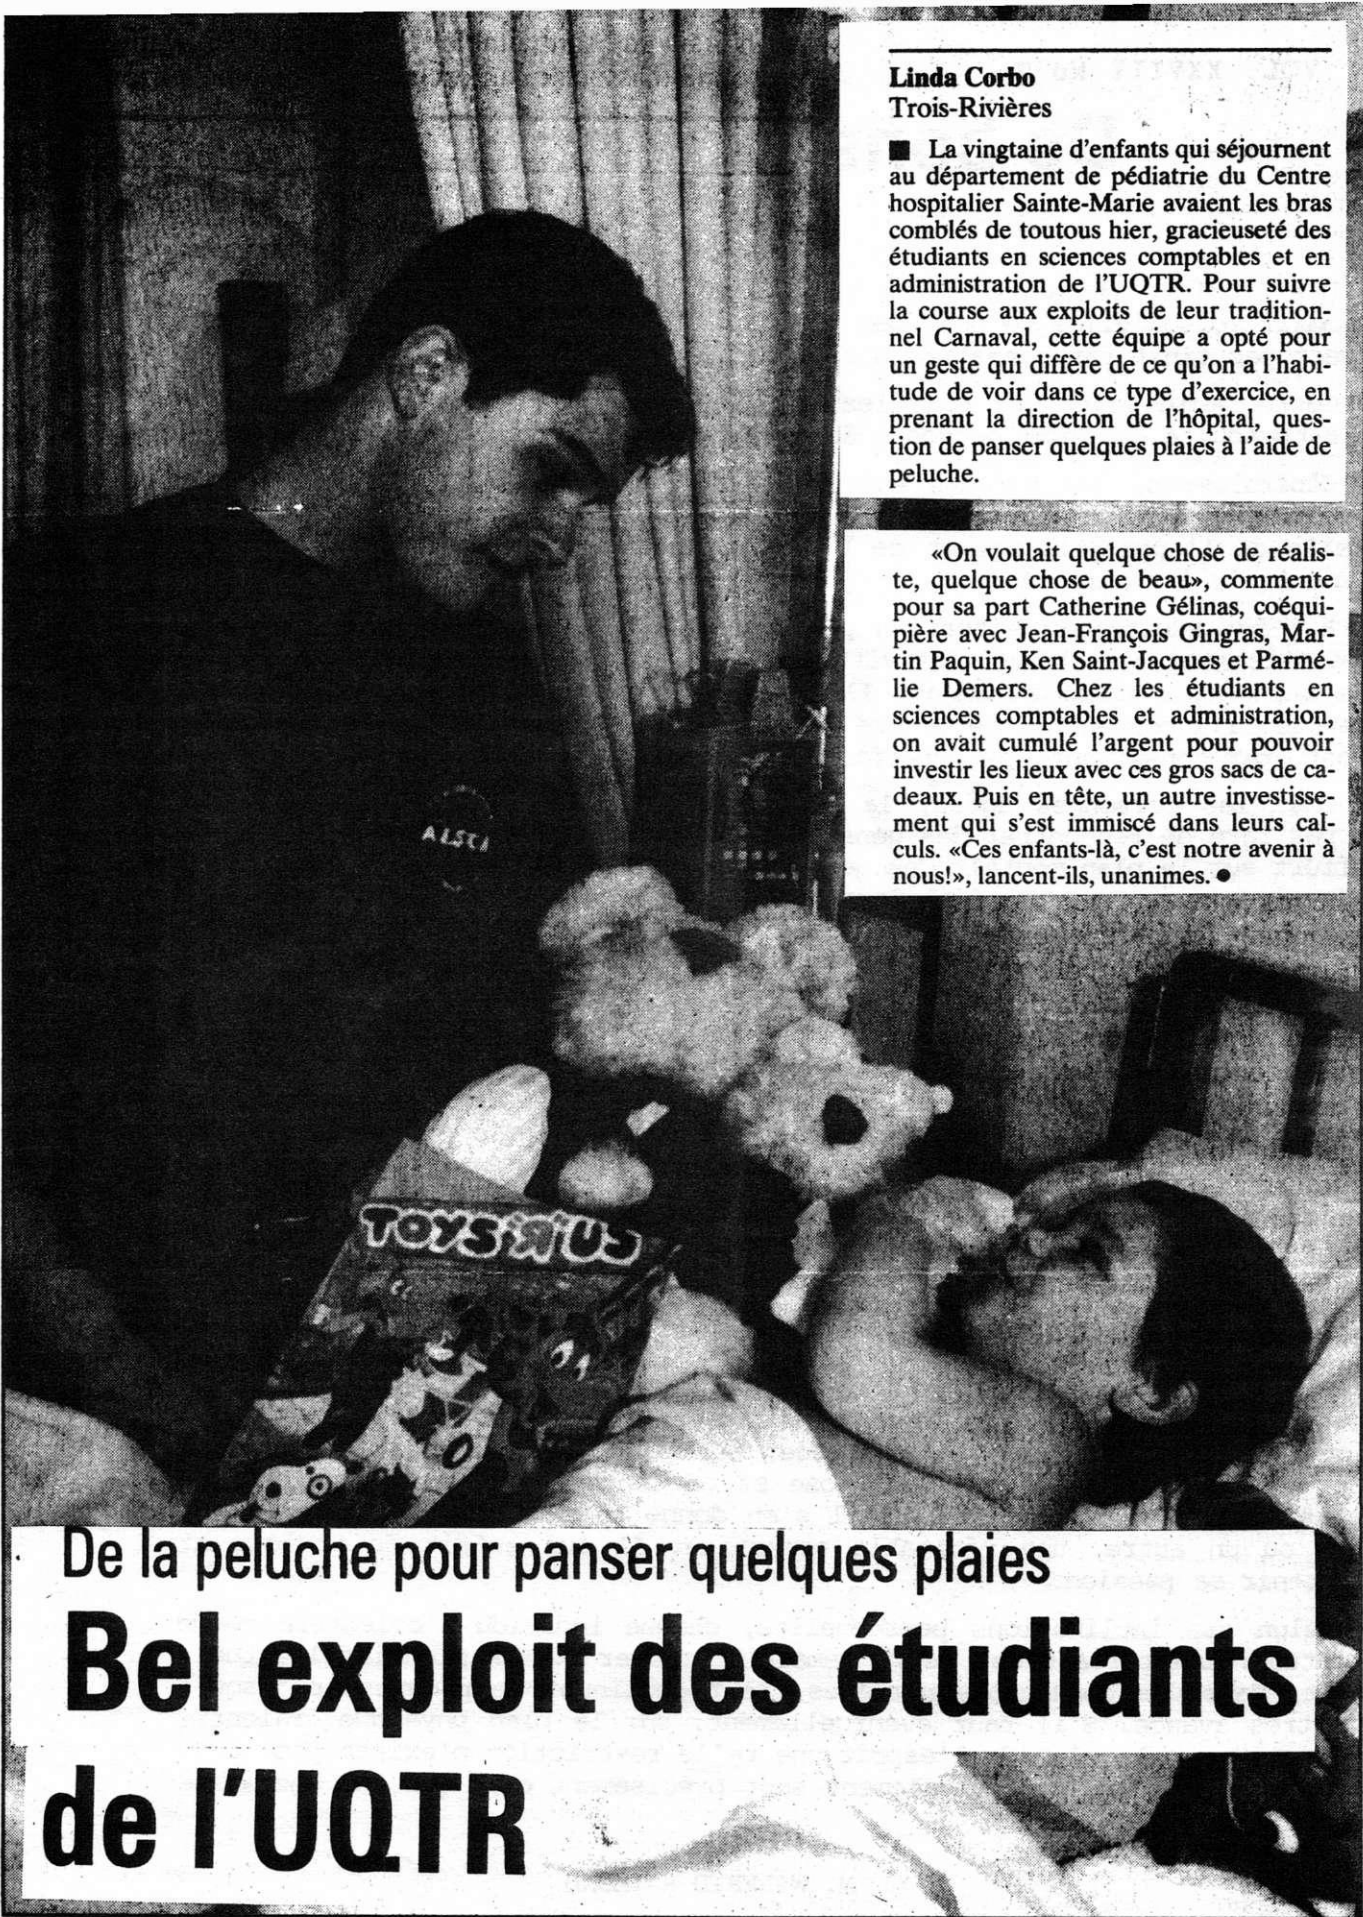 Linda Corbo
Trois-Rivières
■ La vingtaine d'enfants qui séjournent
au département de pédiatrie du Centre
hospitalier Sainte-Marie avaient les bras
comblés de toutous hier, gracieuseté des
étudiants en sciences comptables et en
administration de l'UQTR. Pour suivre
la course aux exploits de leur tradition-
nel Carnaval, cette équipe a opté pour
un geste qui diffère de ce qu'on a l'habi-
tude de voir dans ce type d'exercice, en
prenant la direction de l'hôpital, ques-
tion de panser quelques plaies à l'aide de
peluche.
«On voulait quelque chose de réalis-
te, quelque chose de beau», commente
pour sa part Catherine Gélinas, coéqui-
pière avec Jean-François Gingras, Mar-
tin Paquin, Ken Saint-Jacques et Parmé-
lie Demers. Chez les étudiants en
sciences comptables et administration,
on avait cumulé l'argent pour pouvoir
investir les lieux avec ces gros sacs de ca-
deaux. Puis en tête, un autre investisse-
ment qui s'est immiscé dans leurs cal-
culs. «Ces enfants-là, c'est notre avenir à
nous!», lancent-ils, unanimes. ●
TOYS"R"US
De la peluche pour panser quelques plaies
Bel exploit des étudiants
de l'UQTR